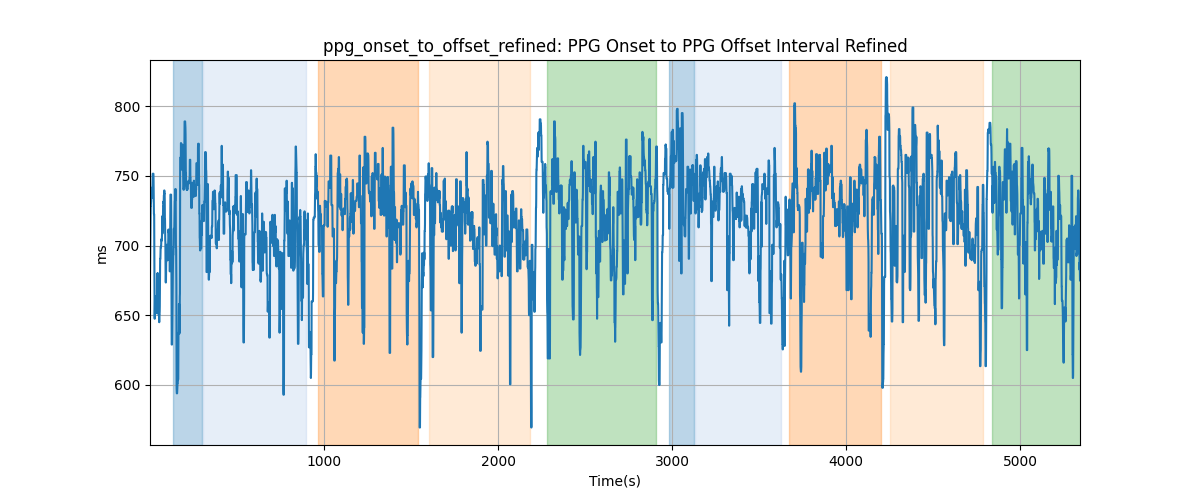 ppg_onset_to_offset_refined: PPG Onset to PPG Offset Interval Refined
800
750
700
650
600
ms
1000 2000 3000 4000 5000
Time(s)